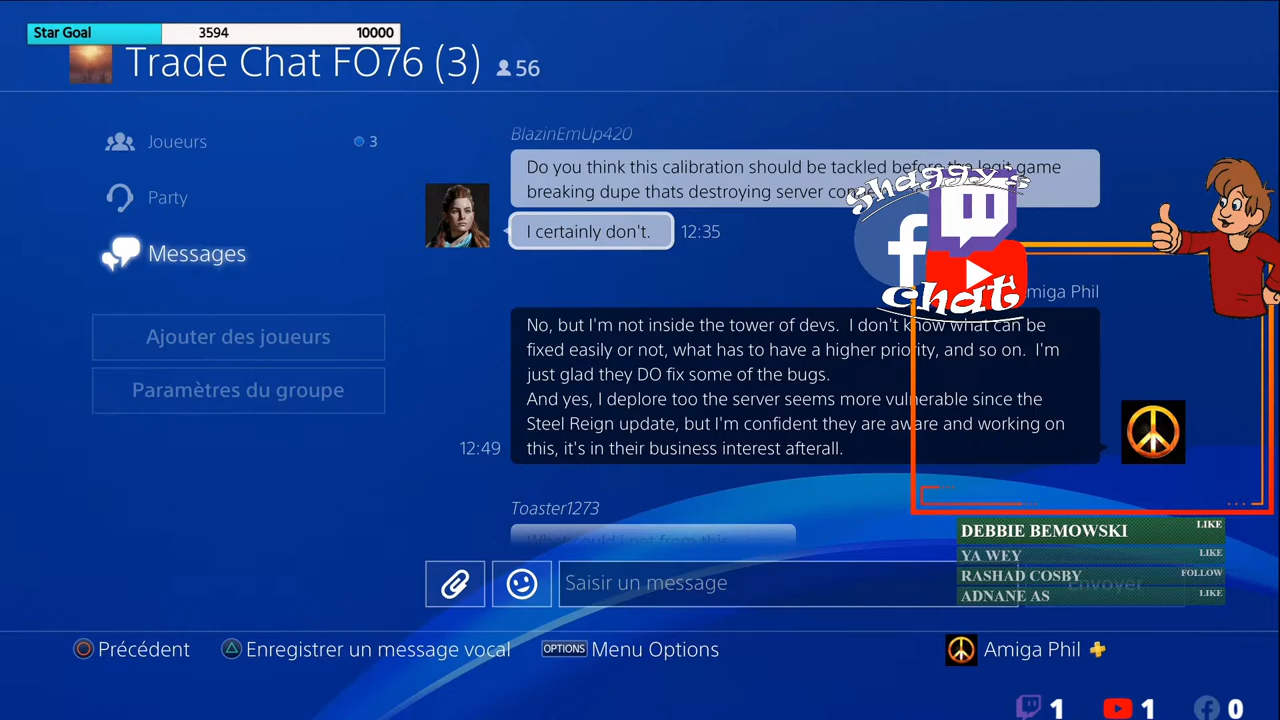 Star Goal 3594 10000
Trade Chat FO76 (3) 56
Joueurs 3
Party
Messages
Ajouter des joueurs
Paramètres du groupe
BlazinEmUp420
Do you think this calibration should be tackled before the legit game
breaking dupe thats destroying server
I certainly don't. 12:35
Shaggy's
chat
Amiga Phil
No, but I'm not inside the tower of devs. I don't know what can be
fixed easily or not, what has to have a higher priority, and so on. I'm
just glad they DO fix some of the bugs.
And yes, I deplore too the server seems more vulnerable since the
Steel Reign update, but I'm confident they are aware and working on
12:49 this, it's in their business interest afterall.
Toaster1273
What could i get from this
DEBBIE BEMOWSKI LIKE
YA WEY LIKE
RASHAD COSBY FOLLOW
ADNANE AS LIKE
Saisir un message
Envoyer
Précédent Enregistrer un message vocal OPTIONS Menu Options Amiga Phil
1 1 0